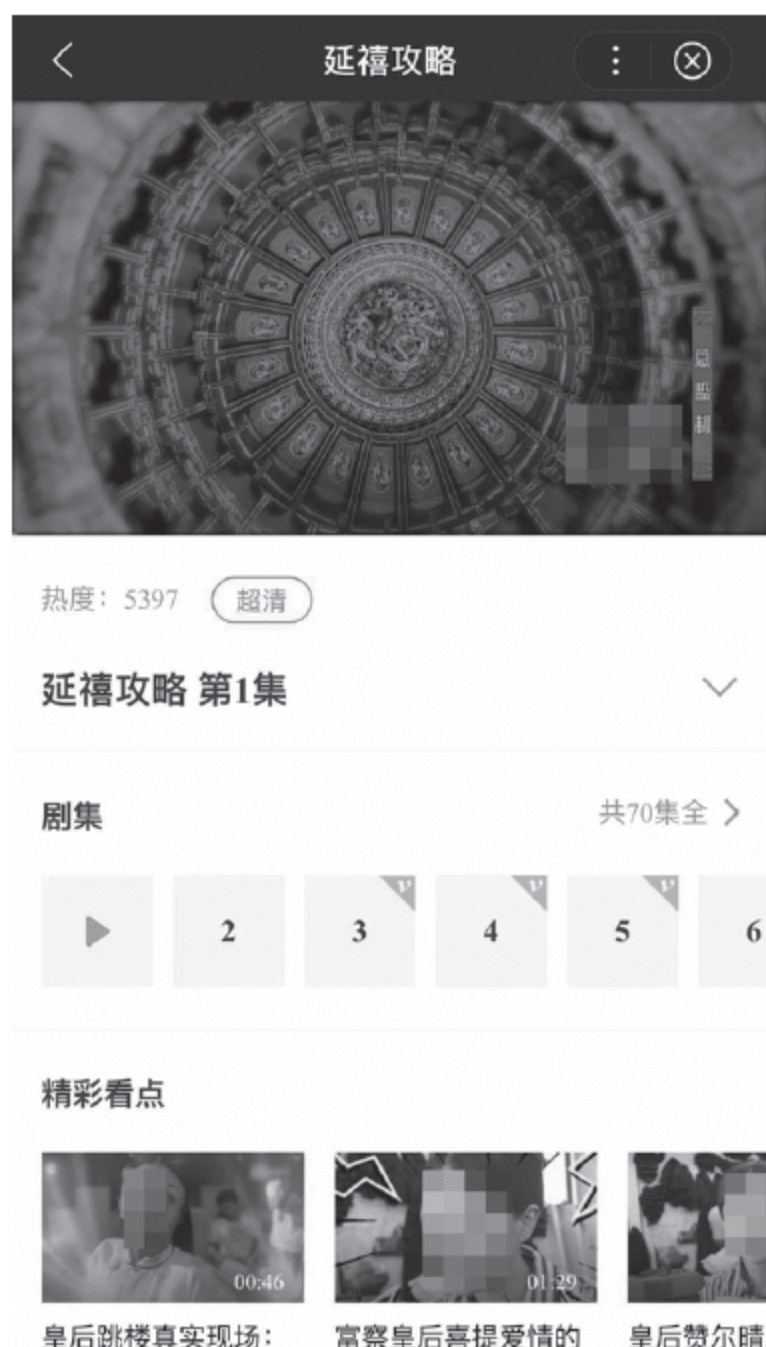 延禧攻略
热度: 5397 超清
延禧攻略 第1集
剧集 共70集全
2 3 4 5 6
精彩看点
00:46 01:29
皇后跳楼真实现场: 富察皇后喜提爱情的 皇后赞尔晴